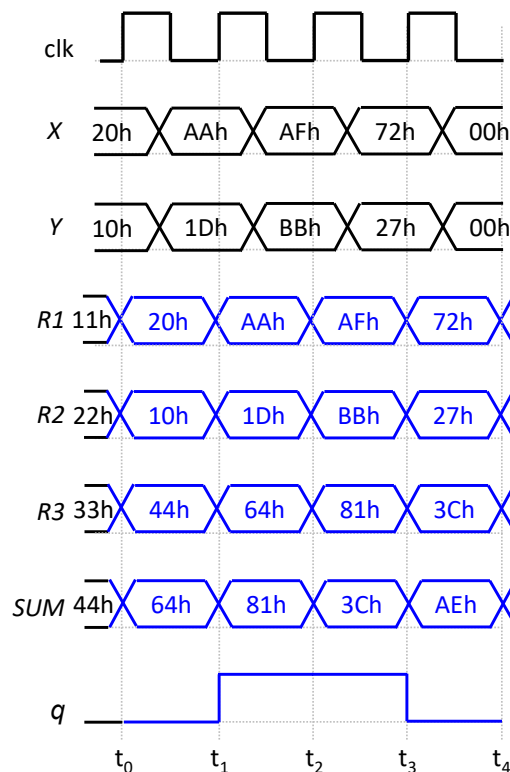 clk
X 20h AAh AFh 72h 00h
Y 10h 1Dh BBh 27h 00h
R1 11h 20h AAh AFh 72h
R2 22h 10h 1Dh BBh 27h
R3 33h 44h 64h 81h 3Ch
SUM 44h 64h 81h 3Ch AEh
q
t0 t1 t2 t3 t4